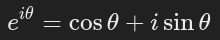 e^{iθ} = cos θ + i sin θ